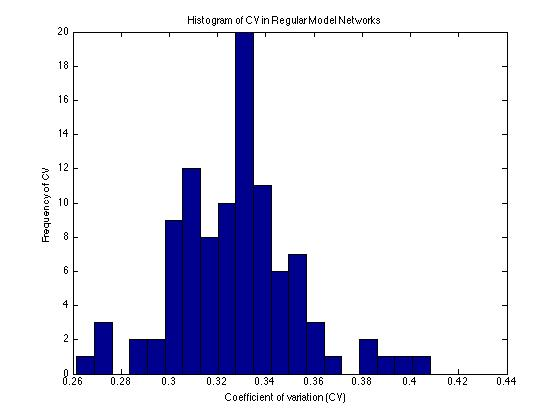 Histogram of CV in Regular Model Networks
20
18
16
14
12
10
8
6
4
2
0
Frequency of CV
0.26 0.28 0.3 0.32 0.34 0.36 0.38 0.4 0.42 0.44
Coefficient of variation (CV)